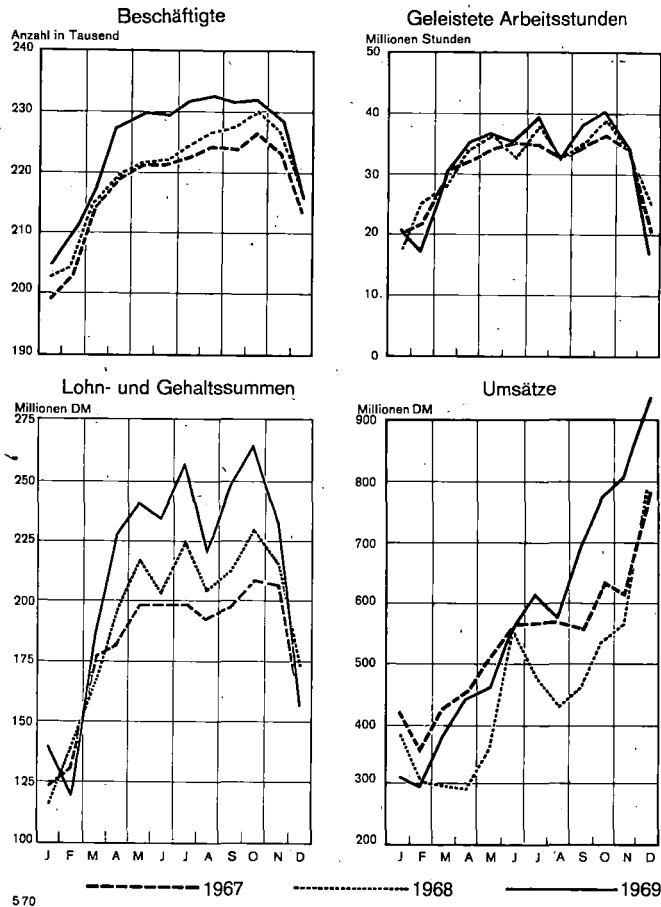 Beschäftigte
Anzahl in Tausend
240
230
220
210
200
190
Geleistete Arbeitsstunden
Millionen Stunden
50
40
30
20
10.
0
Lohn- und Gehaltssummen
Millionen DM
275
250
225
200
175
150
125
100
J F M A M J J A S O N D
Umsätze
Millionen DM
900
800
700
600
500
400
300
200
J F M A M J J A S O N D
1967 1968 1969
570